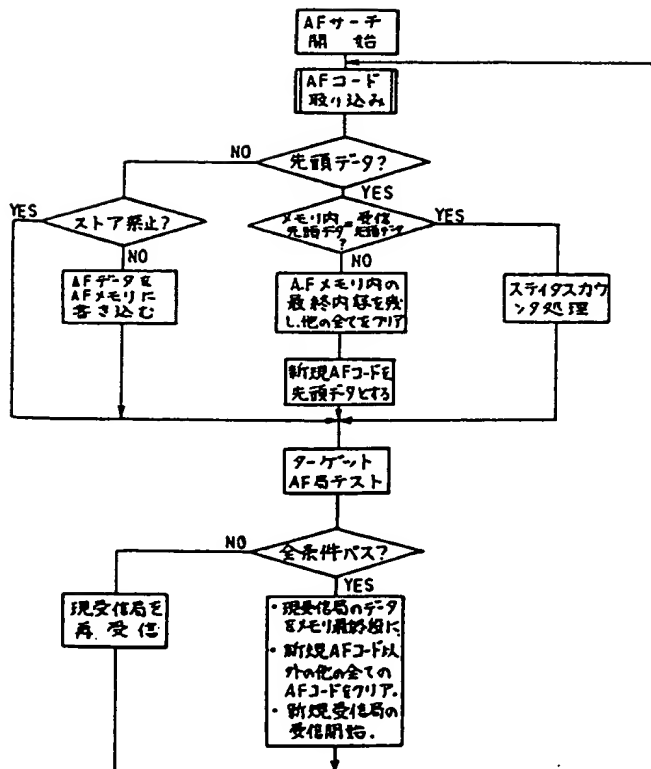 AFサーチ
開 始
AFコード
取り込み
先頭データ?
NO
YES
ストア禁止?
YES
NO
メモリ内=受信
先頭データ 先頭データ
?
YES
NO
AFデータを
AFメモリに
書き込む
AFメモリ内の
最終内容を残
し、他の全てをクリア
ステイタスカウ
ンタ処理
新規AFコードを
先頭データとする
ターゲット
AF局テスト
全条件パス?
NO
YES
現受信局を
再 受 信
・現受信局のデータ
をメモリ最終段に.
・新規AFコード以
外の他の全ての
AFコードをクリア.
・新規受信局の
受信開始.